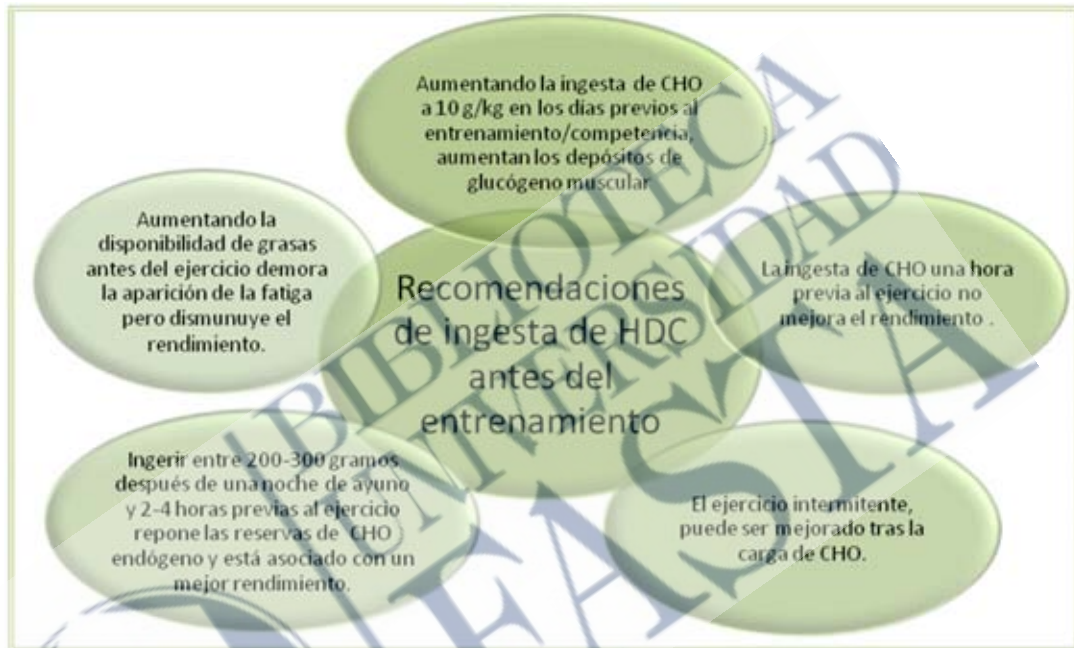 Aumentando la ingesta de CHO
a 10 g/kg en los días previos al
entrenamiento/competencia,
aumentan los depósitos de
glucógeno muscular
Aumentando la
disponibilidad de grasas
antes del ejercicio demora
la aparición de la fatiga
pero dismunuye el
rendimiento.
Recomendaciones
de ingesta de HDC
antes del
entrenamiento
La ingesta de CHO una hora
previa al ejercicio no
mejora el rendimiento .
Ingerir entre 200-300 gramos
después de una noche de ayuno
y 2-4 horas previas al ejercicio
repone las reservas de CHO
endógeno y está asociado con un
mejor rendimiento.
El ejercicio intermitente,
puede ser mejorado tras la
carga de CHO.
BIBLIOTECA
UNIVERSIDAD
FASTA